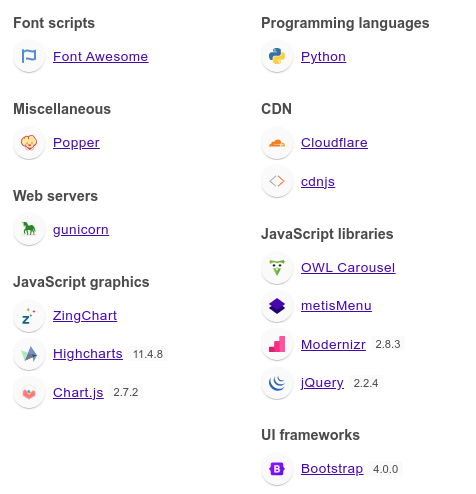 Font scripts
Font Awesome
Miscellaneous
Popper
Web servers
gunicorn
JavaScript graphics
ZingChart
Highcharts 11.4.8
Chart.js 2.7.2
Programming languages
Python
CDN
Cloudflare
cdnjs
JavaScript libraries
OWL Carousel
metisMenu
Modernizr 2.8.3
jQuery 2.2.4
UI frameworks
Bootstrap 4.0.0